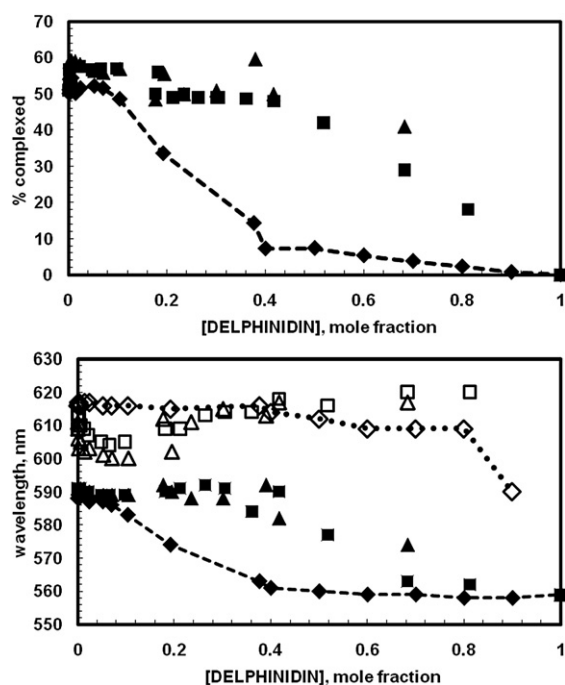 70
60
50
40
30
20
10
0
% complexed
0 0.2 0.4 0.6 0.8 1
[DELPHINIDIN], mole fraction
630
620
610
600
590
580
570
560
550
wavelength, nm
0 0.2 0.4 0.6 0.8 1
[DELPHINIDIN], mole fraction